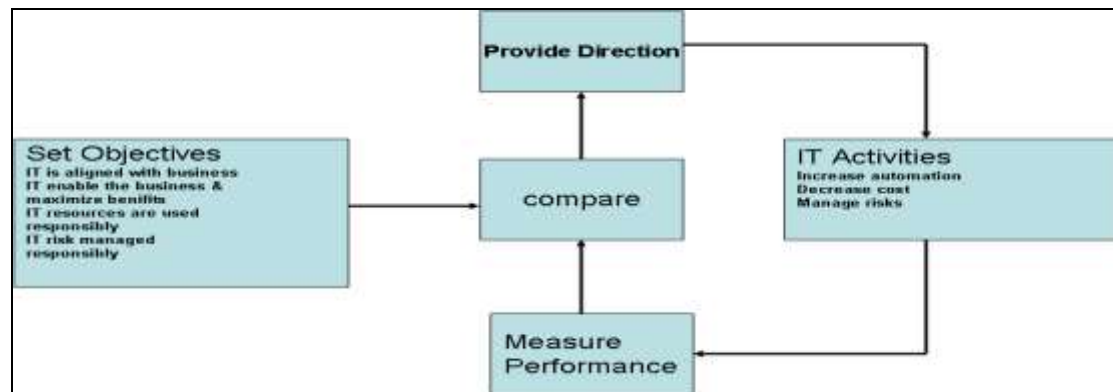 Provide Direction
Set Objectives
IT is aligned with business
IT enable the business &
maximize benifits
IT resources are used
responsibly
IT risk managed
responsibly
compare
IT Activities
Increase automation
Decrease cost
Manage risks
Measure
Performance